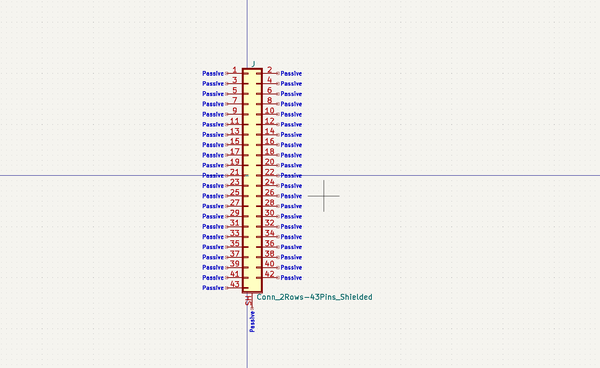 J
Passive 1 2 Passive
Passive 3 4 Passive
Passive 5 6 Passive
Passive 7 8 Passive
Passive 9 10 Passive
Passive 11 12 Passive
Passive 13 14 Passive
Passive 15 16 Passive
Passive 17 18 Passive
Passive 19 20 Passive
Passive 21 22 Passive
Passive 23 24 Passive
Passive 25 26 Passive
Passive 27 28 Passive
Passive 29 30 Passive
Passive 31 32 Passive
Passive 33 34 Passive
Passive 35 36 Passive
Passive 37 38 Passive
Passive 39 40 Passive
Passive 41 42 Passive
Passive 43
SH
Conn_2Rows-43Pins_Shielded
Passive